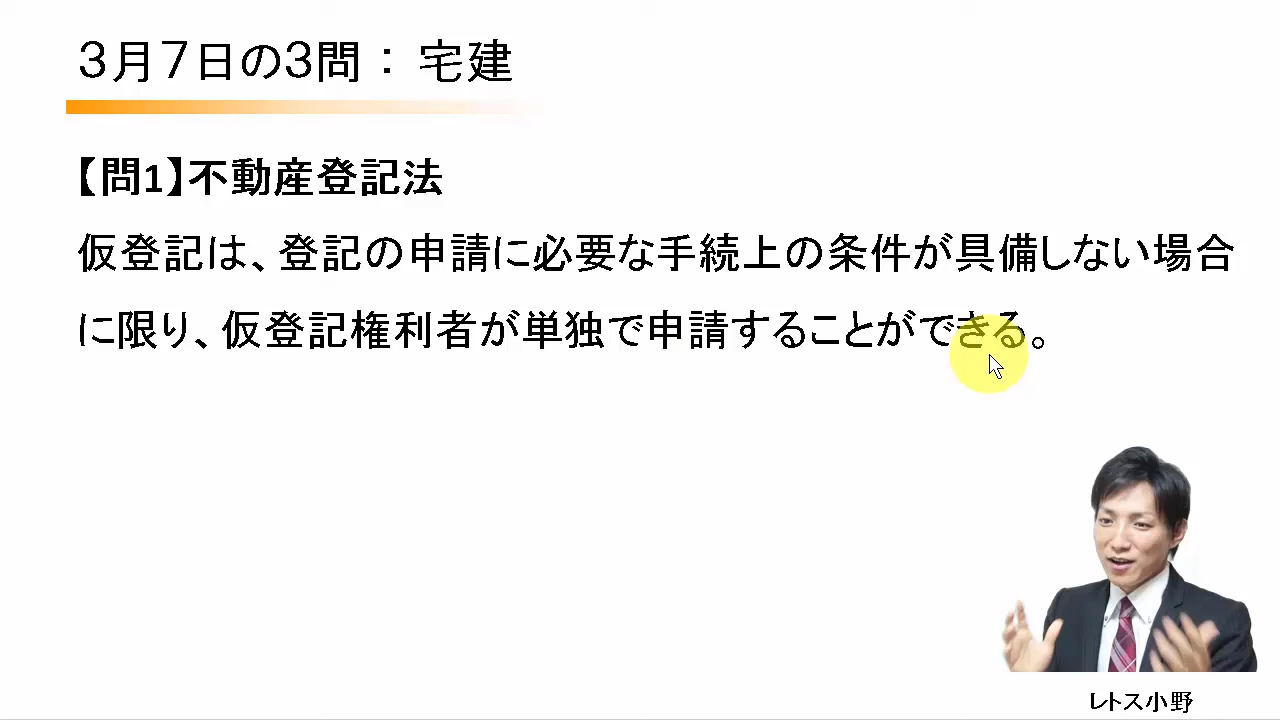 3月7日の3問：宅建
【問1】不動産登記法
仮登記は、登記の申請に必要な手続上の条件が具備しない場合
に限り、仮登記権利者が単独で申請することができる。
レトス小野